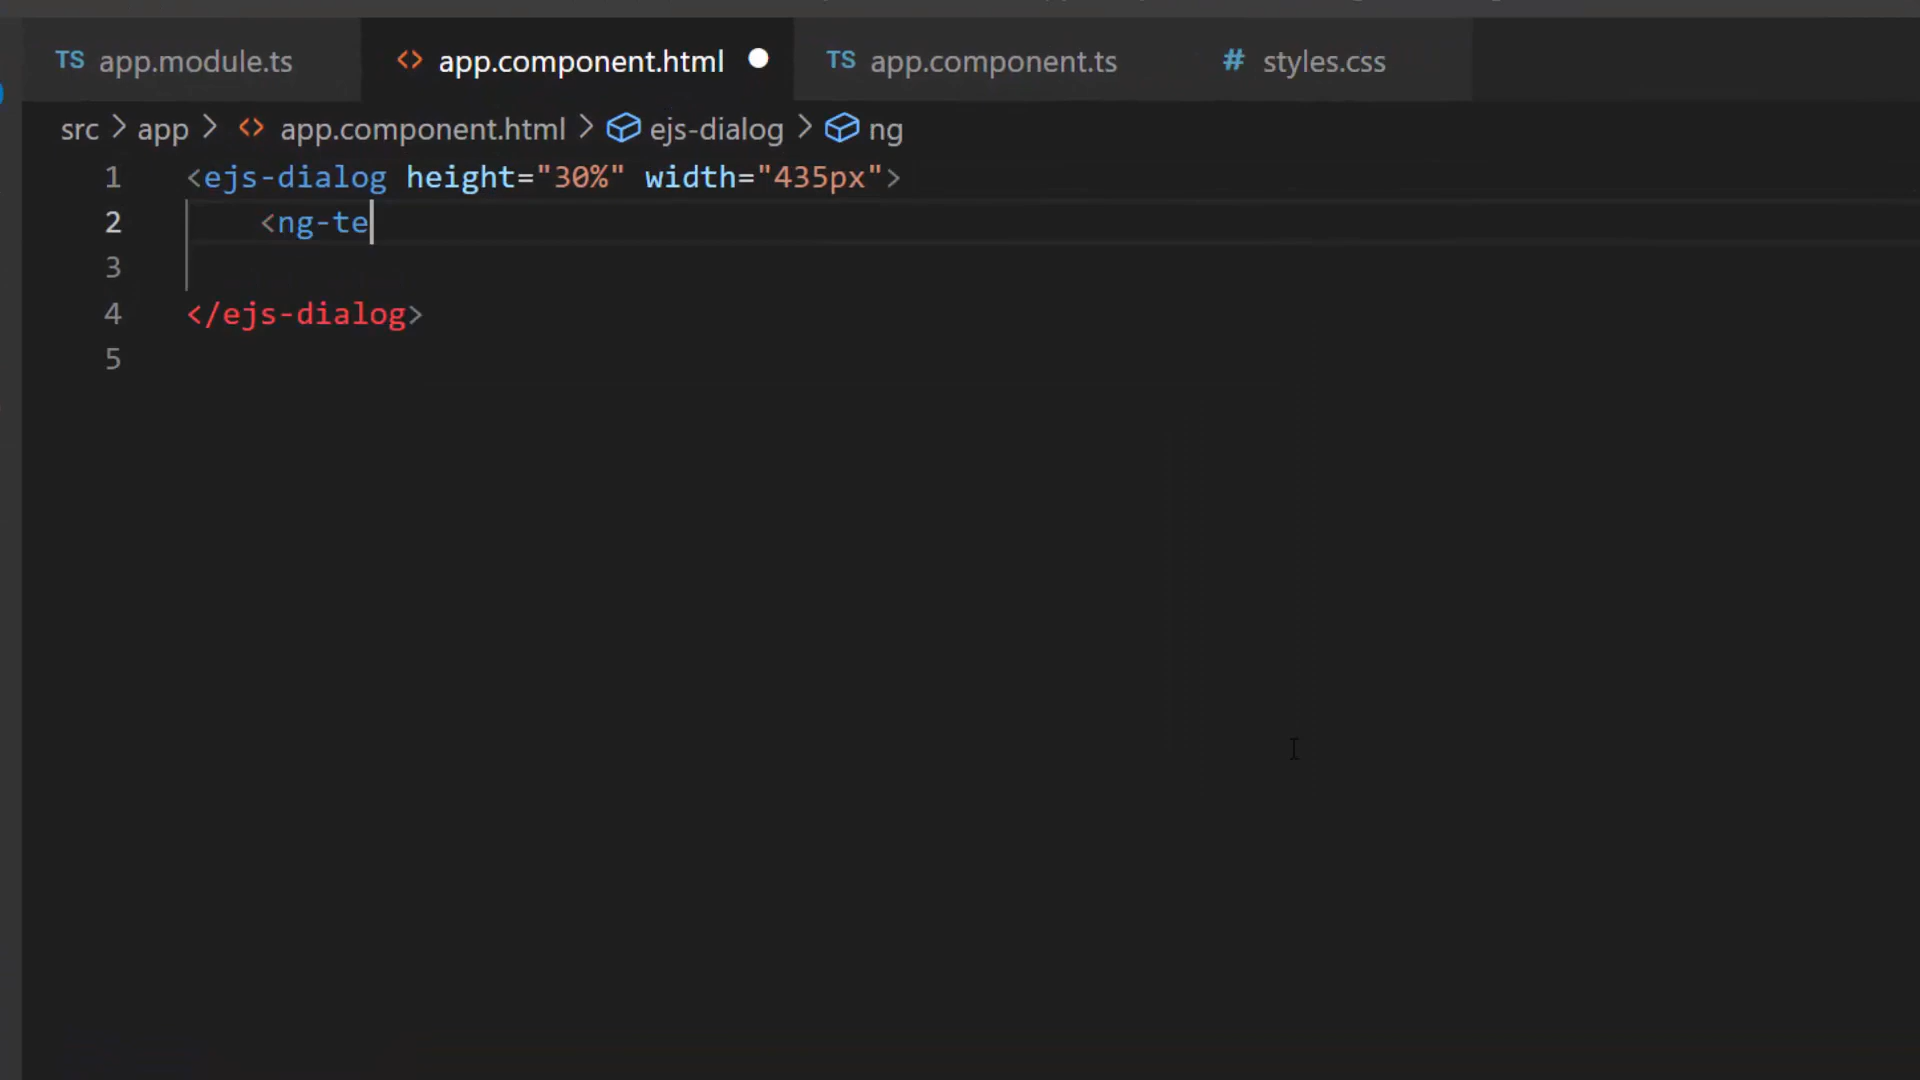 TS app.module.ts <> app.component.html TS app.component.ts # styles.css
src > app > <> app.component.html > ejs-dialog > ng
1 <ejs-dialog height="30%" width="435px">
2 <ng-te
3
4 </ejs-dialog>
5